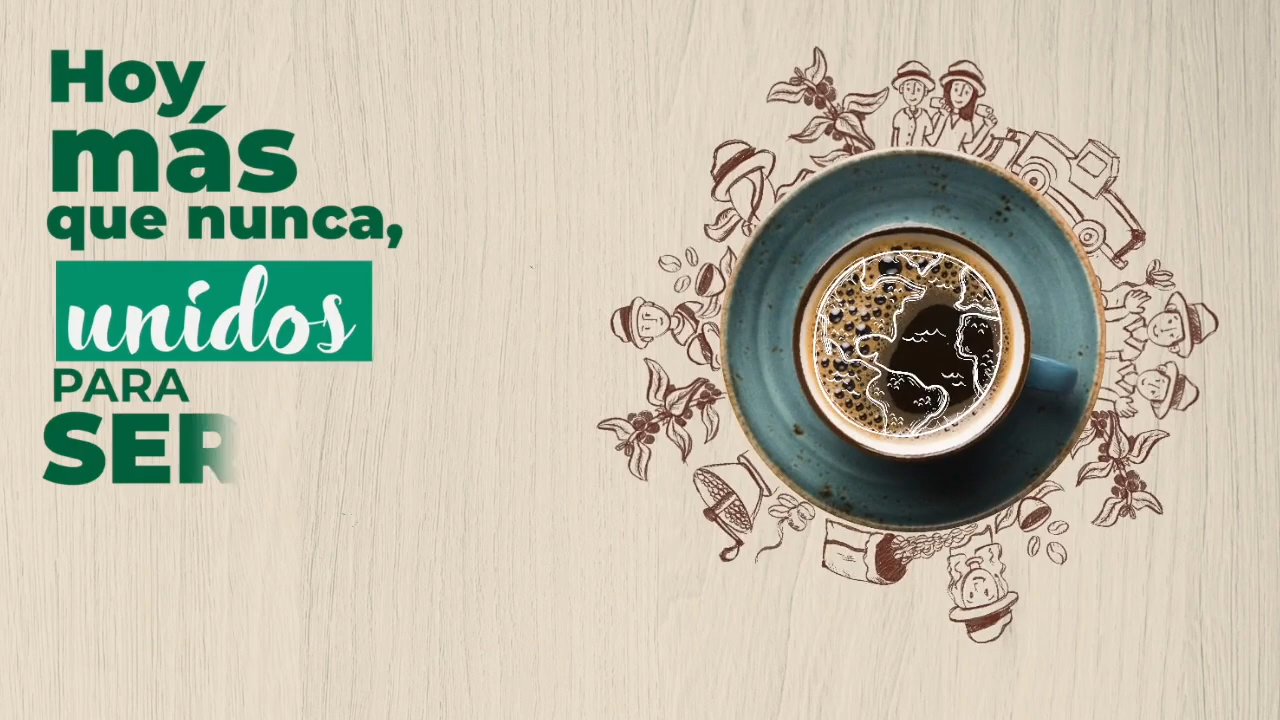 Hoy
más
que nunca,
unidos
PARA
SER